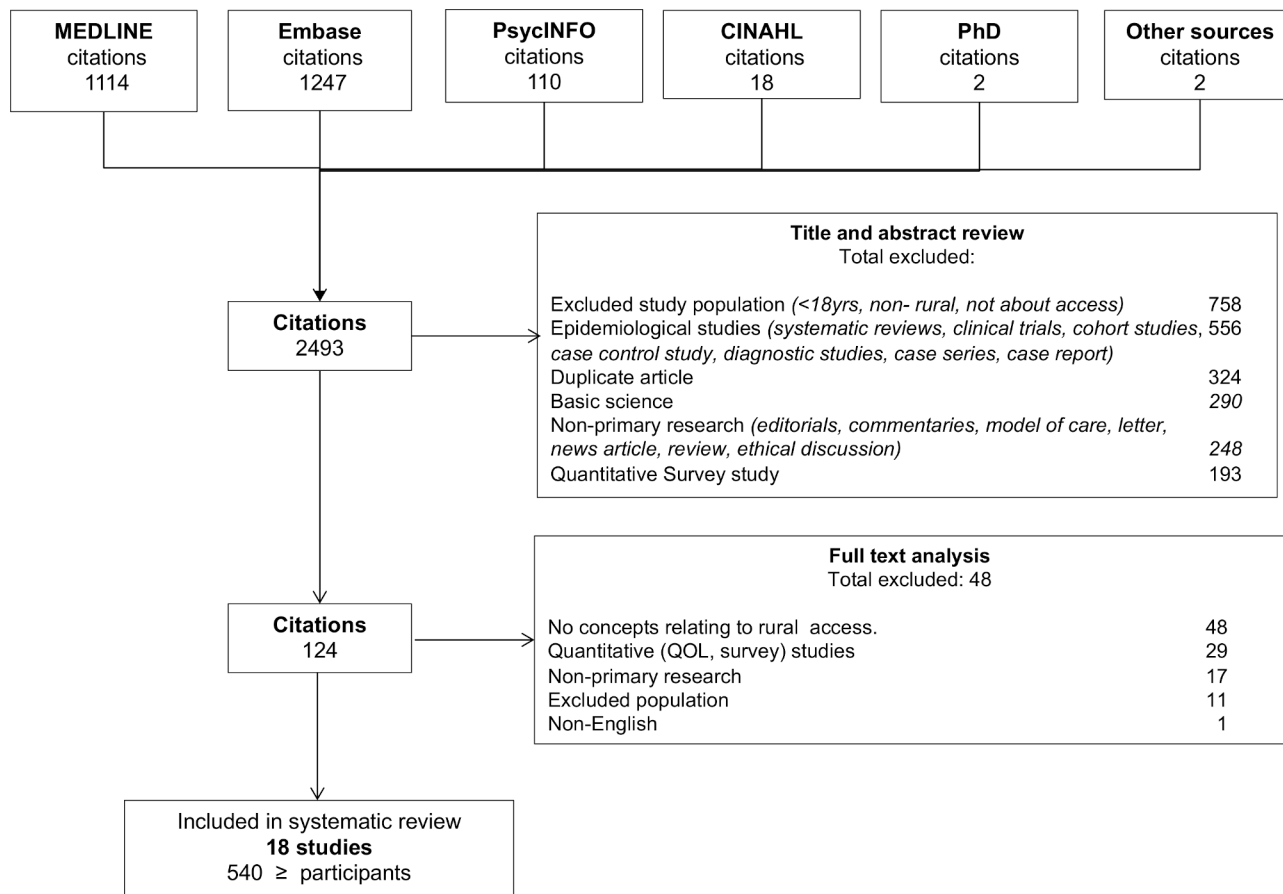 MEDLINE
citations
1114
Embase
citations
1247
PsycINFO
citations
110
CINAHL
citations
18
PhD
citations
2
Other sources
citations
2
Title and abstract review
Total excluded:
Excluded study population (<18yrs, non- rural, not about access) 758
Epidemiological studies (systematic reviews, clinical trials, cohort studies, 556
case control study, diagnostic studies, case series, case report)
Duplicate article 324
Basic science 290
Non-primary research (editorials, commentaries, model of care, letter,
news article, review, ethical discussion) 248
Quantitative Survey study 193
Citations
2493
Full text analysis
Total excluded: 48
No concepts relating to rural access. 48
Quantitative (QOL, survey) studies 29
Non-primary research 17
Excluded population 11
Non-English 1
Citations
124
Included in systematic review
18 studies
540 ≥ participants